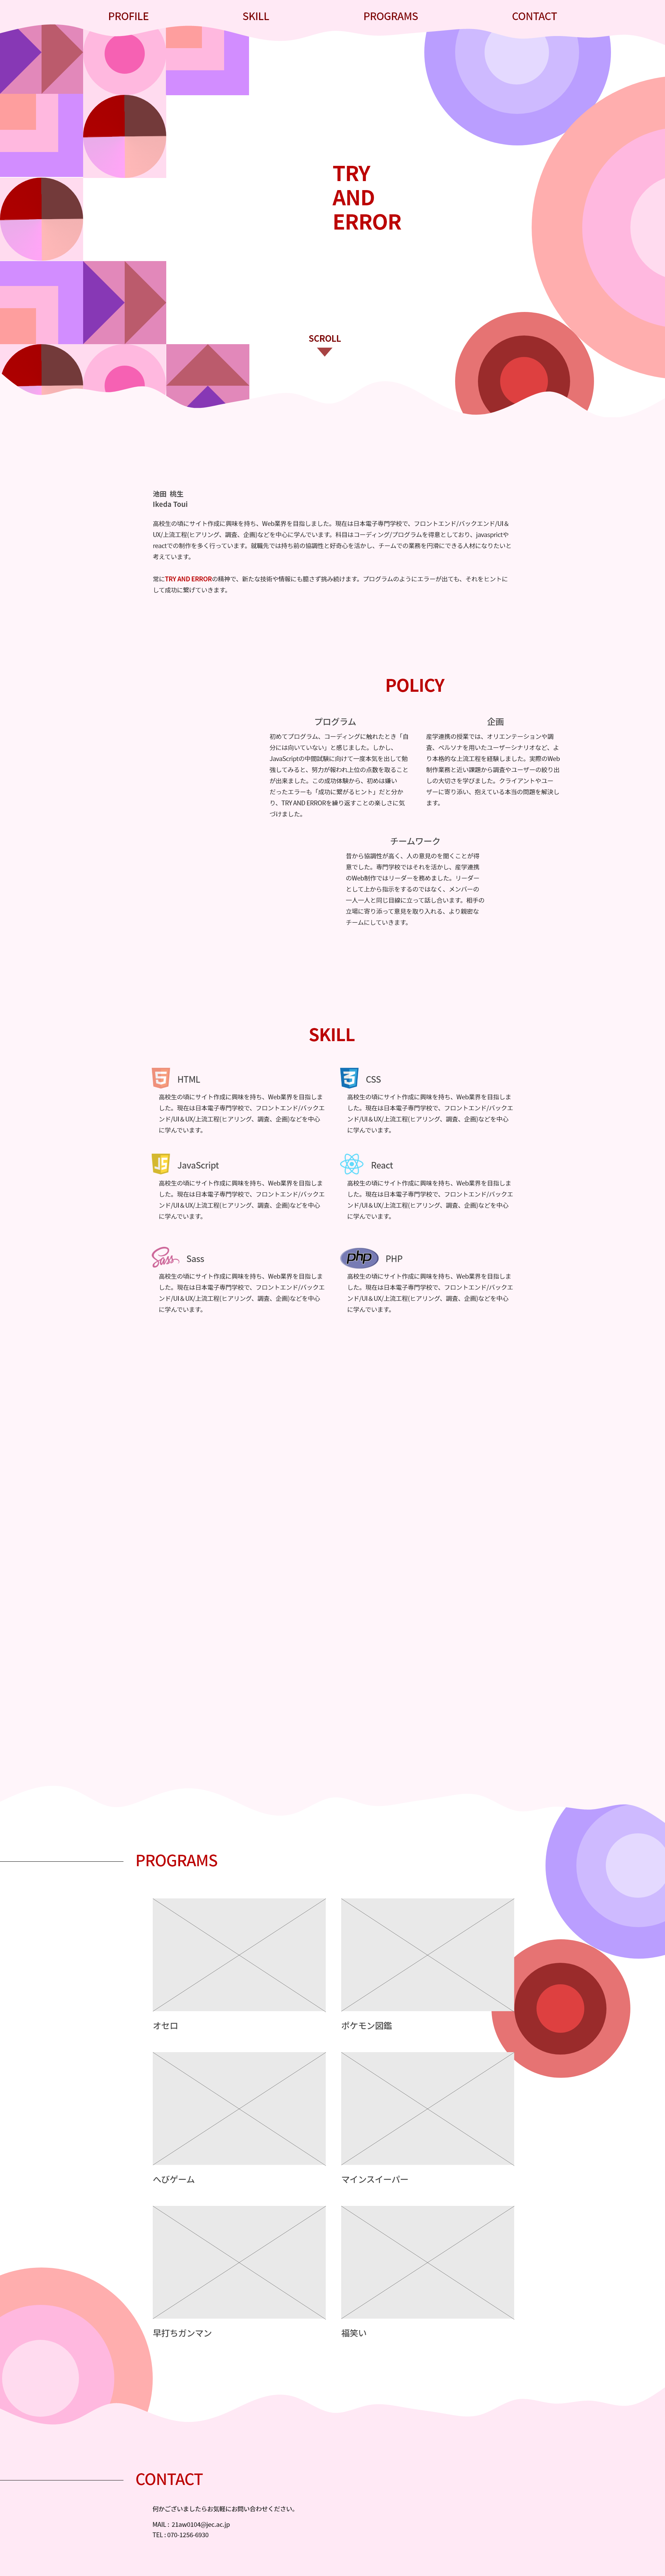 PROFILE
SKILL
PROGRAMS
CONTACT
TRY
AND
ERROR
SCROLL
池田 桃生
Ikeda Toui
高校生の頃にサイト作成に興味を持ち、Web業界を目指しました。現在は日本電子専門学校で、フロントエンド/バックエンド/UI＆
UX/上流工程(ヒアリング、調査、企画)などを中心に学んでいます。科目はコーディング/プログラムを得意としており、javasprictや
reactでの制作を多く行っています。就職先では持ち前の協調性と好奇心を活かし、チームでの業務を円滑にできる人材になりたいと
考えています。
常にTRY AND ERRORの精神で、新たな技術や情報にも臆さず挑み続けます。プログラムのようにエラーが出ても、それをヒントに
して成功に繋げていきます。
POLICY
プログラム
初めてプログラム、コーディングに触れたとき「自
分には向いていない」と感じました。しかし、
JavaScriptの中間試験に向けて一度本気を出して勉
強してみると、努力が報われ上位の点数を取ること
が出来ました。この成功体験から、初めは嫌い
だったエラーも「成功に繋がるヒント」だと分か
り、TRY AND ERRORを繰り返すことの楽しさに気
づけました。
企画
産学連携の授業では、オリエンテーションや調
査、ペルソナを用いたユーザーシナリオなど、よ
り本格的な上流工程を経験しました。実際のWeb
制作業務と近い課題から調査やユーザーの絞り出
しの大切さを学びました。クライアントやユー
ザーに寄り添い、抱えている本当の問題を解決し
ます。
チームワーク
昔から協調性が高く、人の意見のを聞くことが得
意でした。専門学校ではそれを活かし、産学連携
のWeb制作ではリーダーを務めました。リーダー
として上から指示をするのではなく、メンバーの
一人一人と同じ目線に立って話し合います。相手の
立場に寄り添って意見を取り入れる、より親密な
チームにしていきます。
SKILL
HTML
高校生の頃にサイト作成に興味を持ち、Web業界を目指しま
した。現在は日本電子専門学校で、フロントエンド/バックエ
ンド/UI＆UX/上流工程(ヒアリング、調査、企画)などを中心
に学んでいます。
CSS
高校生の頃にサイト作成に興味を持ち、Web業界を目指しま
した。現在は日本電子専門学校で、フロントエンド/バックエ
ンド/UI＆UX/上流工程(ヒアリング、調査、企画)などを中心
に学んでいます。
JS
JavaScript
高校生の頃にサイト作成に興味を持ち、Web業界を目指しま
した。現在は日本電子専門学校で、フロントエンド/バックエ
ンド/UI＆UX/上流工程(ヒアリング、調査、企画)などを中心
に学んでいます。
React
高校生の頃にサイト作成に興味を持ち、Web業界を目指しま
した。現在は日本電子専門学校で、フロントエンド/バックエ
ンド/UI＆UX/上流工程(ヒアリング、調査、企画)などを中心
に学んでいます。
Sass
Sass
高校生の頃にサイト作成に興味を持ち、Web業界を目指しま
した。現在は日本電子専門学校で、フロントエンド/バックエ
ンド/UI＆UX/上流工程(ヒアリング、調査、企画)などを中心
に学んでいます。
php
PHP
高校生の頃にサイト作成に興味を持ち、Web業界を目指しま
した。現在は日本電子専門学校で、フロントエンド/バックエ
ンド/UI＆UX/上流工程(ヒアリング、調査、企画)などを中心
に学んでいます。
PROGRAMS
オセロ
ポケモン図鑑
へびゲーム
マインスイーパー
早打ちガンマン
福笑い
CONTACT
何かございましたらお気軽にお問い合わせください。
MAIL : 21aw0104@jec.ac.jp
TEL : 070-1256-6930